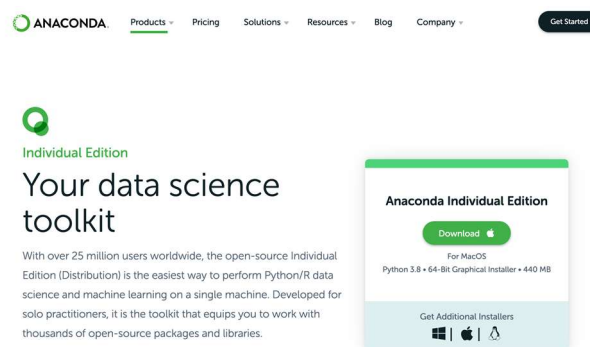 ANACONDA.
Products
Pricing
Solutions
Resources
Blog
Company
Get Started
Individual Edition
Your data science
toolkit
With over 25 million users worldwide, the open-source Individual
Edition (Distribution) is the easiest way to perform Python/R data
science and machine learning on a single machine. Developed for
solo practitioners, it is the toolkit that equips you to work with
thousands of open-source packages and libraries.
Anaconda Individual Edition
Download
For MacOS
Python 3.8 • 64-Bit Graphical Installer • 440 MB
Get Additional Installers
| |